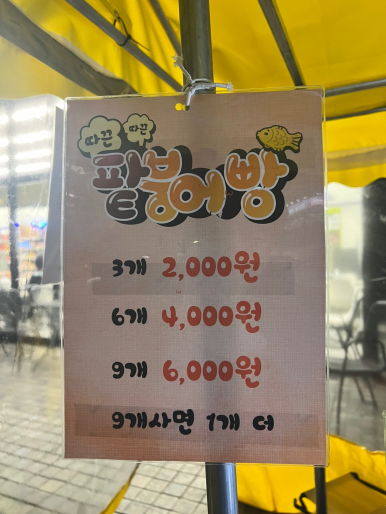 따끈 따끈
팥붕어빵
3개 2,000원
6개 4,000원
9개 6,000원
9개사면 1개 더